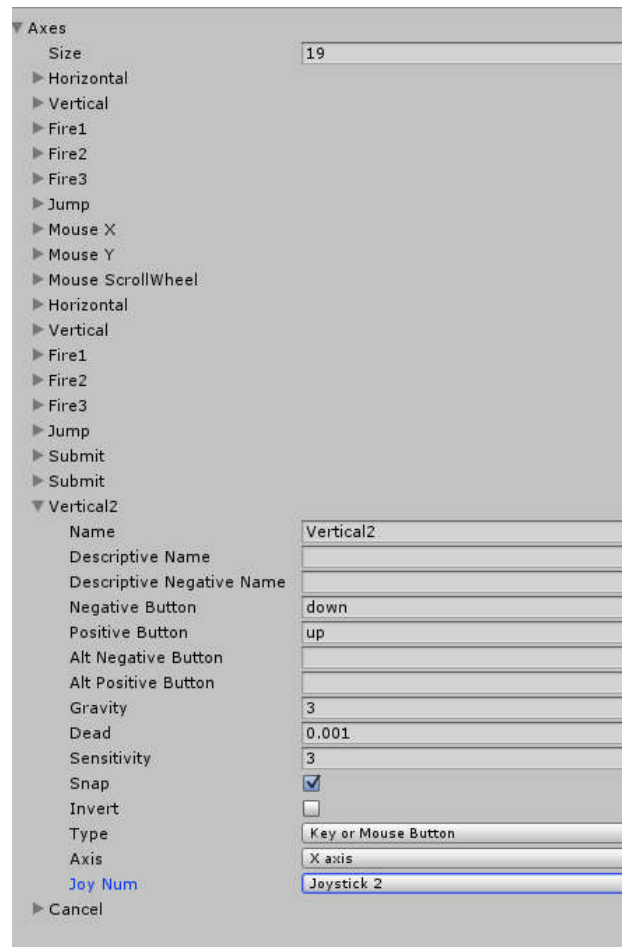 Axes
Size 19
Horizontal
Vertical
Fire1
Fire2
Fire3
Jump
Mouse X
Mouse Y
Mouse ScrollWheel
Horizontal
Vertical
Fire1
Fire2
Fire3
Jump
Submit
Submit
Vertical2
Name Vertical2
Descriptive Name
Descriptive Negative Name
Negative Button down
Positive Button up
Alt Negative Button
Alt Positive Button
Gravity 3
Dead 0.001
Sensitivity 3
Snap
Invert
Type Key or Mouse Button
Axis X axis
Joy Num Joystick 2
Cancel